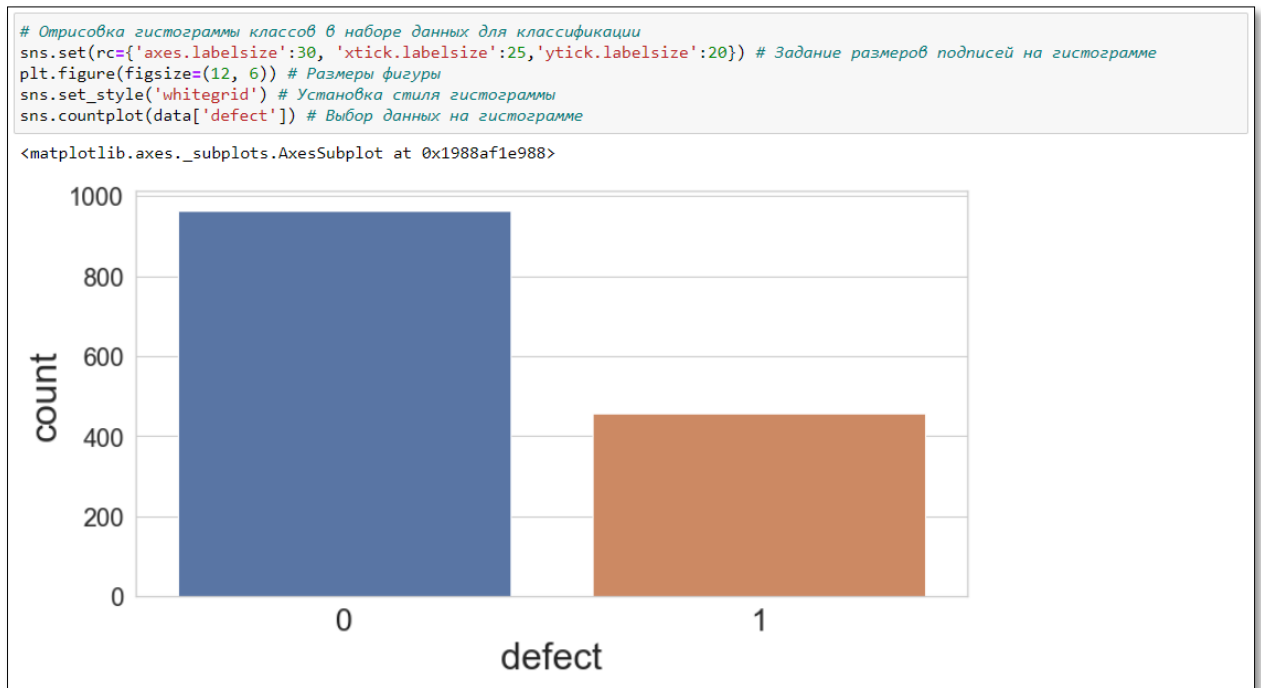 # Отрисовка гистограммы классов в наборе данных для классификации
sns.set(rc={'axes.labelsize':30, 'xtick.labelsize':25,'ytick.labelsize':20}) # Задание размеров подписей на гистограмме
plt.figure(figsize=(12, 6)) # Размеры фигуры
sns.set_style('whitegrid') # Установка стиля гистограммы
sns.countplot(data['defect']) # Выбор данных на гистограмме
<matplotlib.axes._subplots.AxesSubplot at 0x1988af1e988>
1000
800
600
400
200
0
count
0 1
defect